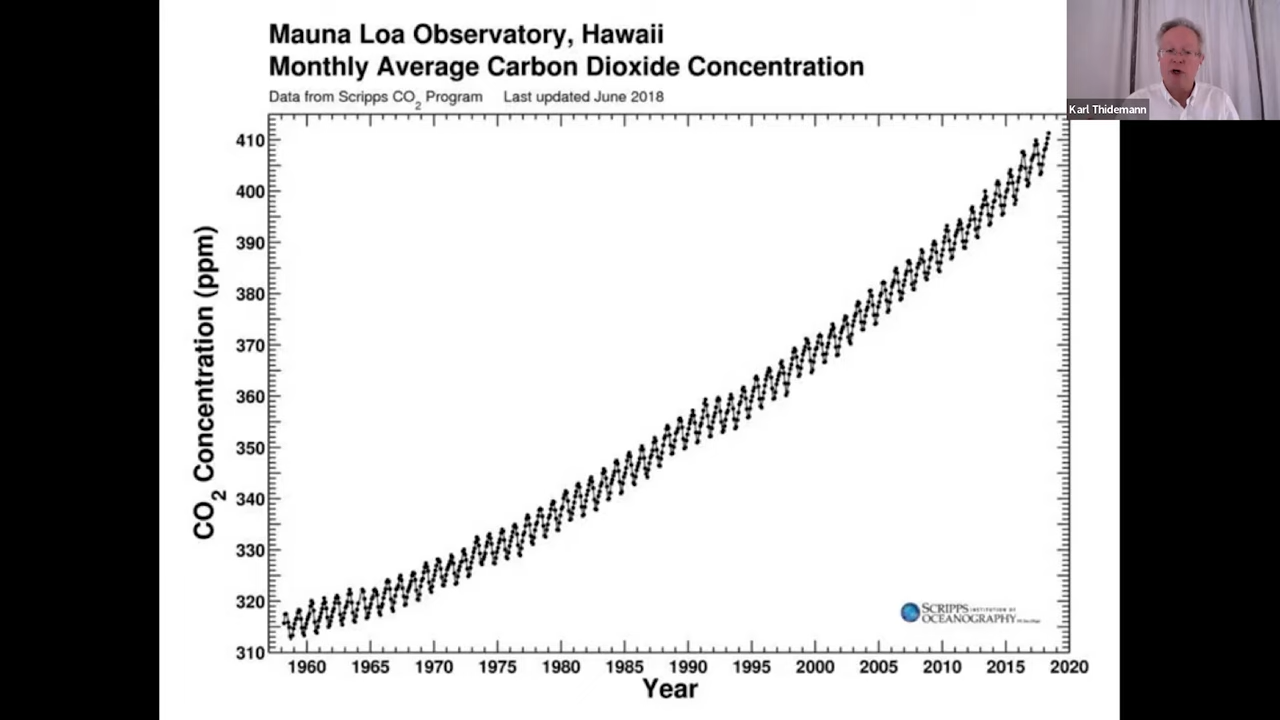 Mauna Loa Observatory, Hawaii
Monthly Average Carbon Dioxide Concentration
Data from Scripps CO2 Program Last updated June 2018
Karl Thidemann
CO2 Concentration (ppm)
410
400
390
380
370
360
350
340
330
320
310
SCRIPPS INSTITUTION OF
OCEANOGRAPHY
1960 1965 1970 1975 1980 1985 1990 1995 2000 2005 2010 2015 2020
Year